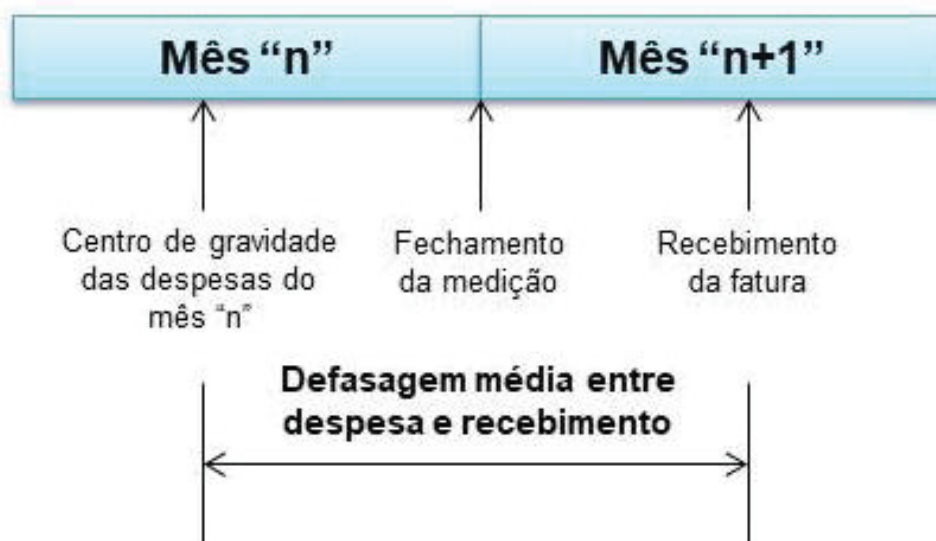 Mês “n”
Mês “n+1”
Centro de gravidade
das despesas do
mês “n”
Fechamento
da medição
Recebimento
da fatura
Defasagem média entre
despesa e recebimento